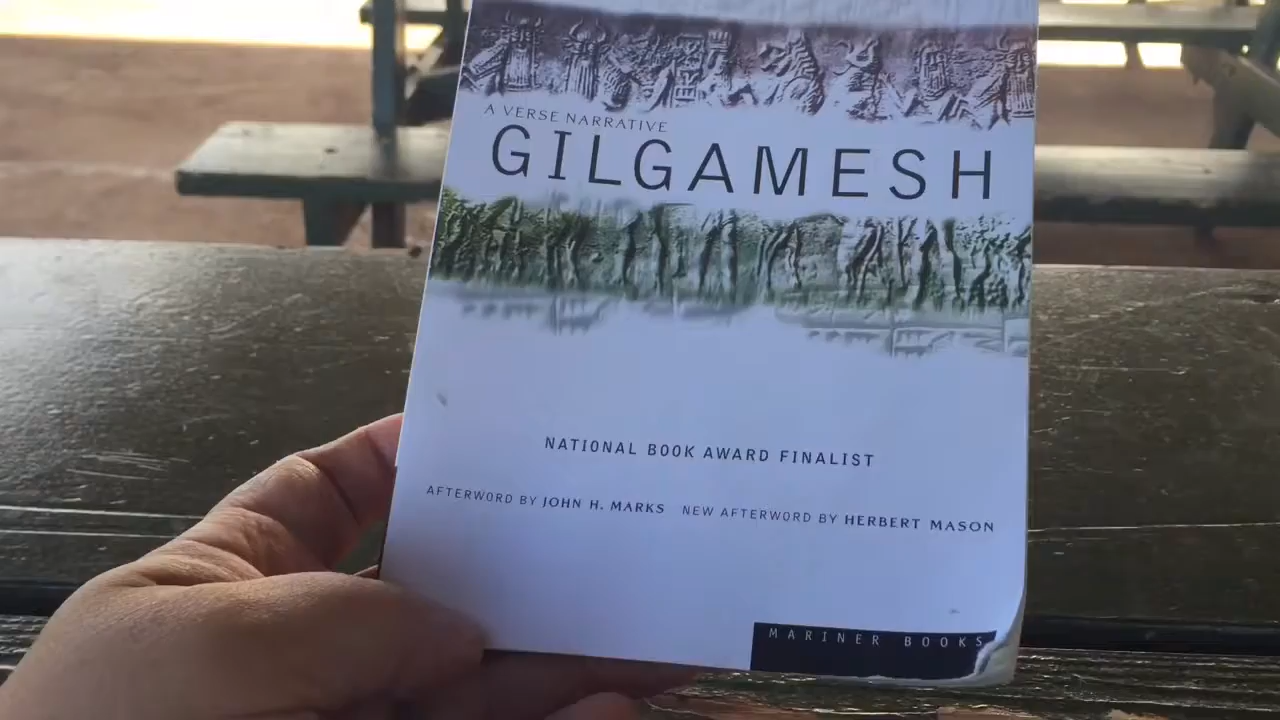 A VERSE NARRATIVE
GILGAMESH
NATIONAL BOOK AWARD FINALIST
AFTERWORD BY JOHN H. MARKS NEW AFTERWORD BY HERBERT MASON
MARINER BOOKS